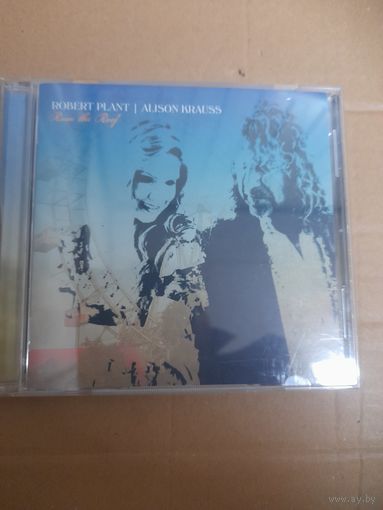 ROBERT PLANT | ALISON KRAUSS
Raise the Roof
www.ay.by